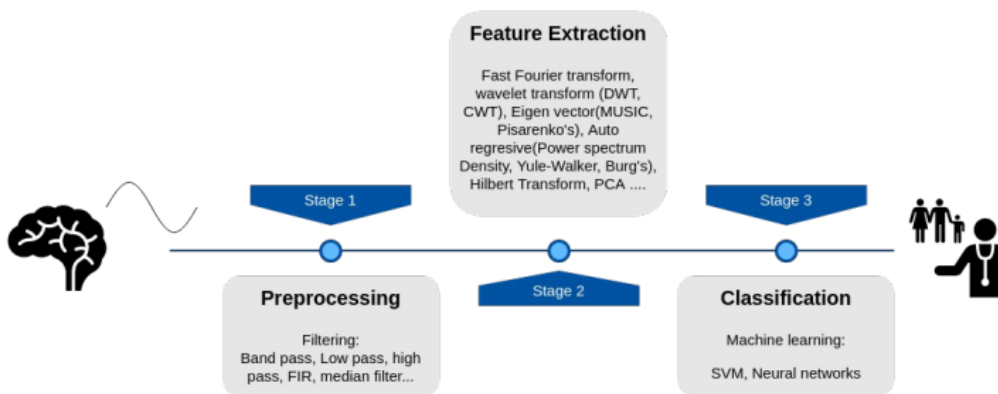 Feature Extraction
Fast Fourier transform,
wavelet transform (DWT,
CWT), Eigen vector(MUSIC,
Pisarenko's), Auto
regresive(Power spectrum
Density, Yule-Walker, Burg's),
Hilbert Transform, PCA ....
Stage 1
Stage 3
Stage 2
Preprocessing
Filtering:
Band pass, Low pass, high
pass, FIR, median filter...
Classification
Machine learning:
SVM, Neural networks